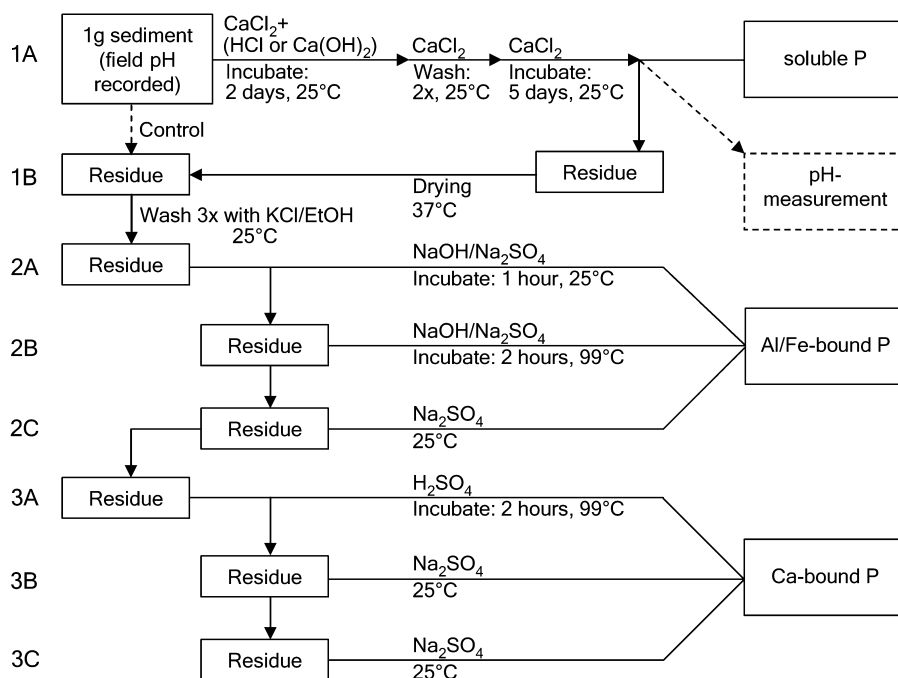 1A
1g sediment
(field pH
recorded)
CaCl₂+
(HCl or Ca(OH)₂)
Incubate:
2 days, 25°C
CaCl₂
Wash:
2x, 25°C
CaCl₂
Incubate:
5 days, 25°C
soluble P
Control
1B
Residue
Drying
37°C
Residue
pH-
measurement
Wash 3x with KCl/EtOH
25°C
2A
Residue
NaOH/Na₂SO₄
Incubate: 1 hour, 25°C
2B
Residue
NaOH/Na₂SO₄
Incubate: 2 hours, 99°C
Al/Fe-bound P
2C
Residue
Na₂SO₄
25°C
3A
Residue
H₂SO₄
Incubate: 2 hours, 99°C
3B
Residue
Na₂SO₄
25°C
Ca-bound P
3C
Residue
Na₂SO₄
25°C